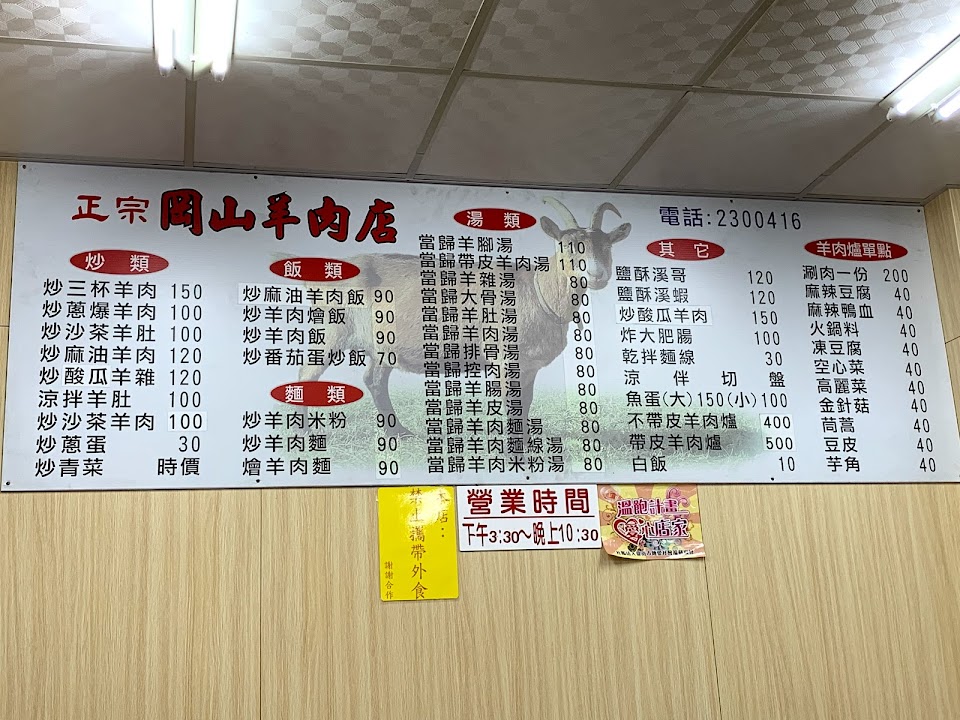 正宗 岡山羊肉店
電話:2300416
炒類
炒三杯羊肉 150
炒蔥爆羊肉 100
炒沙茶羊肚 100
炒麻油羊肉 120
炒酸瓜羊雜 120
涼拌羊肚 100
炒沙茶羊肉 100
炒蔥蛋 30
炒青菜 時價
飯類
炒麻油羊肉飯 90
炒羊肉燴飯 90
炒羊肉飯 90
炒番茄蛋炒飯 70
麵類
炒羊肉米粉 90
炒羊肉麵 90
燴羊肉麵 90
湯類
當歸羊腳湯 110
當歸帶皮羊肉湯 110
當歸羊雜湯 80
當歸大骨湯 80
當歸羊肚湯 80
當歸羊肉湯 80
當歸排骨湯 80
當歸控肉湯 80
當歸羊腸湯 80
當歸羊皮湯 80
當歸羊肉麵湯 80
當歸羊肉麵線湯 80
當歸羊肉米粉湯 80
其它
鹽酥溪哥 120
鹽酥溪蝦 120
炒酸瓜羊肉 150
炸大肥腸 100
乾拌麵線 30
涼伴切盤
魚蛋(大)150(小)100
不帶皮羊肉爐 400
帶皮羊肉爐 500
白飯 10
羊肉爐單點
涮肉一份 200
麻辣豆腐 40
麻辣鴨血 40
火鍋料 40
凍豆腐 40
空心菜 40
高麗菜 40
金針菇 40
茼蒿 40
豆皮 40
芋角 40
本店：
禁止攜帶外食
謝謝合作
營業時間
下午3:30～晚上10:30
溫飽計畫
愛心店家